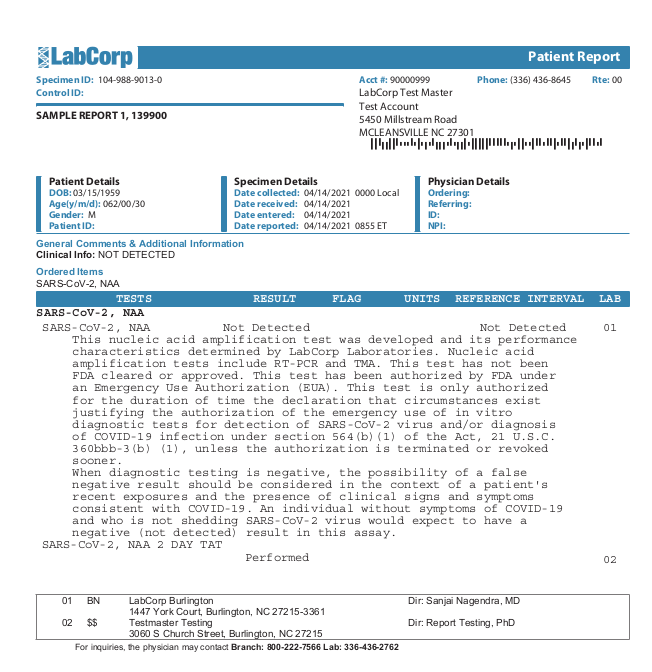 LabCorp
Patient Report
Specimen ID: 104-988-9013-0
Control ID:
Acct #: 90000999 Phone: (336) 436-8645 Rte: 00
LabCorp Test Master
Test Account
5450 Millstream Road
MCLEANSVILLE NC 27301
SAMPLE REPORT 1, 139900
Patient Details
DOB: 03/15/1959
Age(y/m/d): 062/00/30
Gender: M
Patient ID:
Specimen Details
Date collected: 04/14/2021 0000 Local
Date received: 04/14/2021
Date entered: 04/14/2021
Date reported: 04/14/2021 0855 ET
Physician Details
Ordering:
Referring:
ID:
NPI:
General Comments & Additional Information
Clinical Info: NOT DETECTED
Ordered Items
SARS-CoV-2, NAA
TESTS RESULT FLAG UNITS REFERENCE INTERVAL LAB
SARS-CoV-2, NAA
SARS-CoV-2, NAA Not Detected Not Detected 01
This nucleic acid amplification test was developed and its performance
characteristics determined by LabCorp Laboratories. Nucleic acid
amplification tests include RT-PCR and TMA. This test has not been
FDA cleared or approved. This test has been authorized by FDA under
an Emergency Use Authorization (EUA). This test is only authorized
for the duration of time the declaration that circumstances exist
justifying the authorization of the emergency use of in vitro
diagnostic tests for detection of SARS-CoV-2 virus and/or diagnosis
of COVID-19 infection under section 564(b)(1) of the Act, 21 U.S.C.
360bbb-3(b) (1), unless the authorization is terminated or revoked
sooner.
When diagnostic testing is negative, the possibility of a false
negative result should be considered in the context of a patient's
recent exposures and the presence of clinical signs and symptoms
consistent with COVID-19. An individual without symptoms of COVID-19
and who is not shedding SARS-CoV-2 virus would expect to have a
negative (not detected) result in this assay.
SARS-CoV-2, NAA 2 DAY TAT
Performed 02
01 BN LabCorp Burlington Dir: Sanjai Nagendra, MD
1447 York Court, Burlington, NC 27215-3361
02 $$ Testmaster Testing Dir: Report Testing, PhD
3060 S Church Street, Burlington, NC 27215
For inquiries, the physician may contact Branch: 800-222-7566 Lab: 336-436-2762